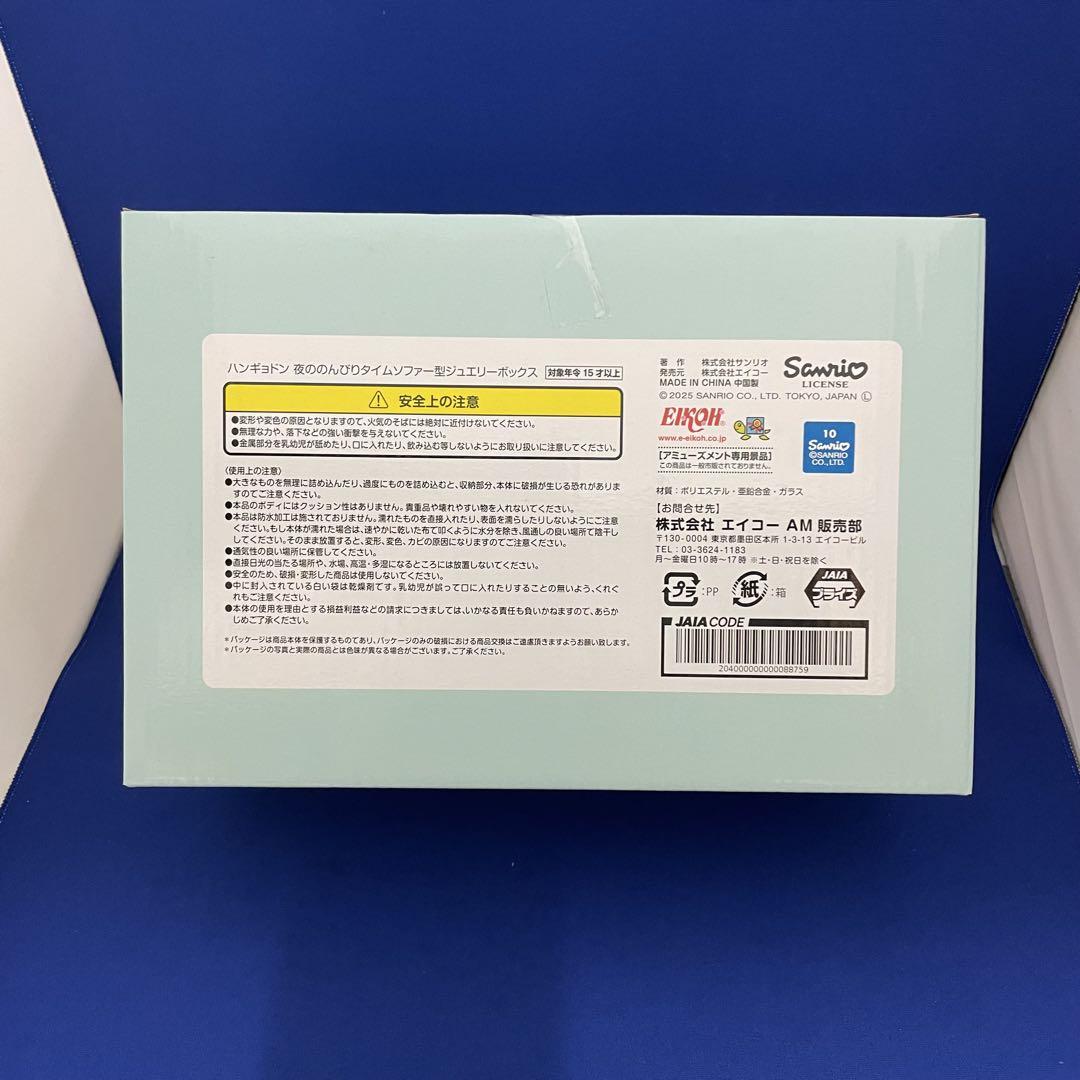 ハンギョドン 夜ののんびりタイムソファー型ジュエリーボックス 対象年令 15才以上
安全上の注意
●変形や変色の原因となりますので、火気のそばには絶対に近付けないでください。
●無理な力や、落下などの強い衝撃を与えないでください。
●金属部分を乳幼児が舐めたり、口に入れたり、飲み込む等しないようにお取り扱いに注意してください。
〈使用上の注意〉
●大きなものを無理に詰め込んだり、過度にものを詰め込むと、収納部分、本体に破損が生じる恐れがありま
すのでご注意ください。
●本品のボディにはクッション性はありません。貴重品や壊れやすい物を入れないでください。
●本品は防水加工は施されておりません。濡れたものを直接入れたり、表面を濡らしたりしないようにご注意
ください。もし本体が濡れた場合は、速やかに乾いた布で叩くように水分を除き、風通しの良い場所で陰干し
してください。そのまま放置すると、変形、変色、カビの原因になりますのでご注意ください。
●通気性の良い場所に保管してください。
●直接日光の当たる場所や、水場、高温・多湿になるところには放置しないでください。
●安全のため、破損・変形した商品は使用しないでください。
●中に封入されている白い袋は乾燥剤です。乳幼児が誤って口に入れたりすることの無いよう、くれぐ
れもご注意ください。
●本体の使用を理由とする損益利益などの請求につきましては、いかなる責任も負いかねますので、あらか
じめご了承ください。
＊パッケージは商品本体を保護するものであり、パッケージのみの破損における商品交換はご遠慮頂きますようお願い致します。
＊パッケージの写真と実際の商品とは色味が異なる場合がございます。ご了承ください。
著 作 株式会社サンリオ
発売元 株式会社エイコー
MADE IN CHINA 中国製
© 2025 SANRIO CO., LTD. TOKYO, JAPAN Ⓛ
Sanrio
LICENSE
EIKOH®
www.e-eikoh.co.jp
【アミューズメント専用景品】
この商品は一般市販されておりません。
10
Sanrio
©SANRIO
CO., LTD.
材質：ポリエステル・亜鉛合金・ガラス
【お問合せ先】
株式会社 エイコー AM 販売部
〒130-0004 東京都墨田区本所 1-3-13 エイコービル
TEL：03-3624-1183
月～金曜日10時～17時 ※土・日・祝日を除く
プラ：PP 紙：箱
JAIA
プライズ
JAIA CODE
204000000000088759